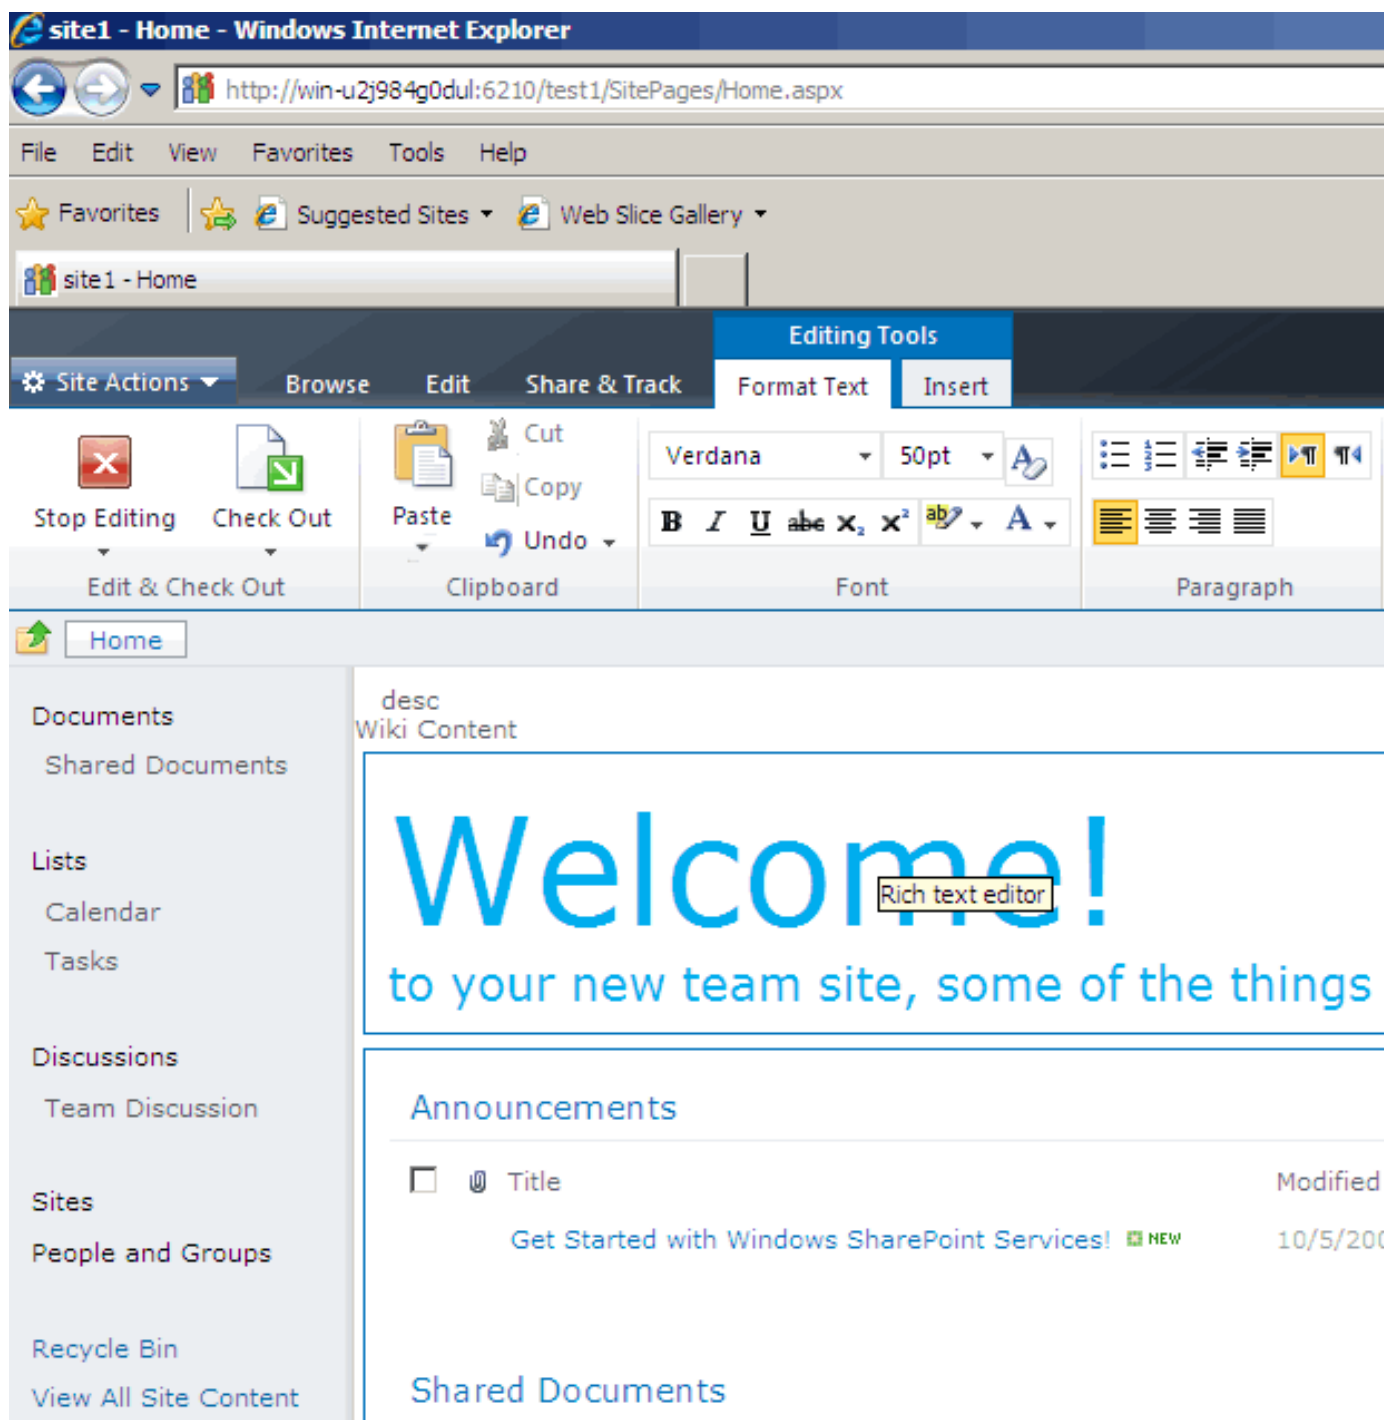 site1 - Home - Windows Internet Explorer
http://win-u2j984g0dul:6210/test1/SitePages/Home.aspx
File Edit View Favorites Tools Help
Favorites Suggested Sites Web Slice Gallery
site1 - Home
Editing Tools
Site Actions Browse Edit Share & Track Format Text Insert
Cut
Verdana 50pt
Copy
Stop Editing Check Out Paste
B I U abc x₂ x² ab A
Undo
Edit & Check Out Clipboard Font Paragraph
Home
desc
Documents
Wiki Content
Shared Documents
Welcome!
Lists
Rich text editor
Calendar
Tasks
to your new team site, some of the things
Discussions
Team Discussion
Announcements
Title Modified
Sites
Get Started with Windows SharePoint Services! NEW 10/5/200
People and Groups
Recycle Bin
Shared Documents
View All Site Content